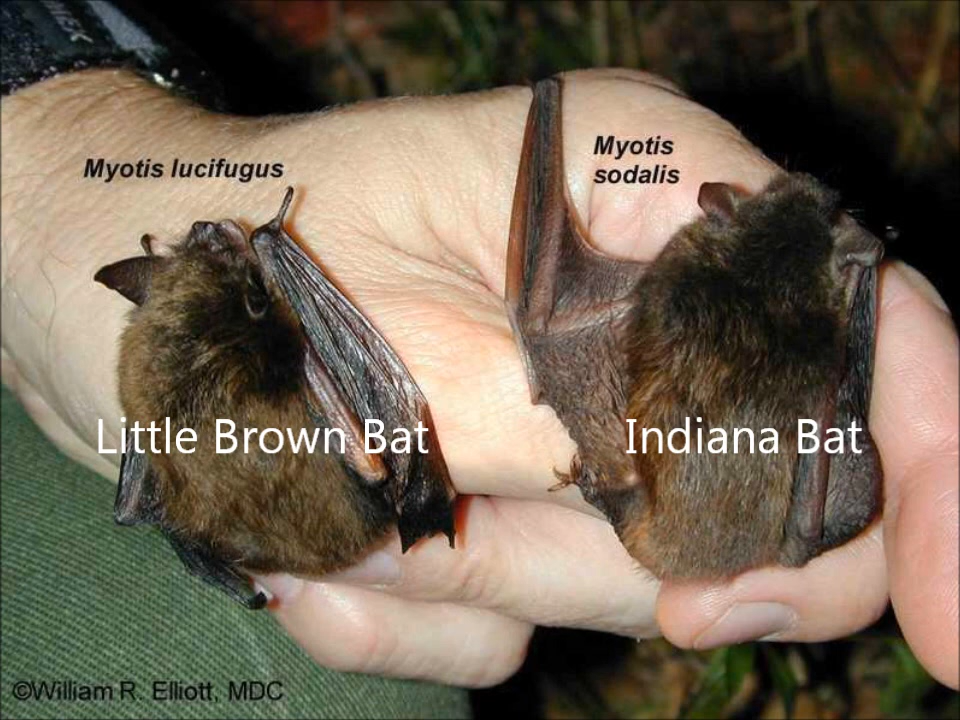 Myotis lucifugus
Myotis
sodalis
Little Brown Bat
Indiana Bat
©William R. Elliott, MDC